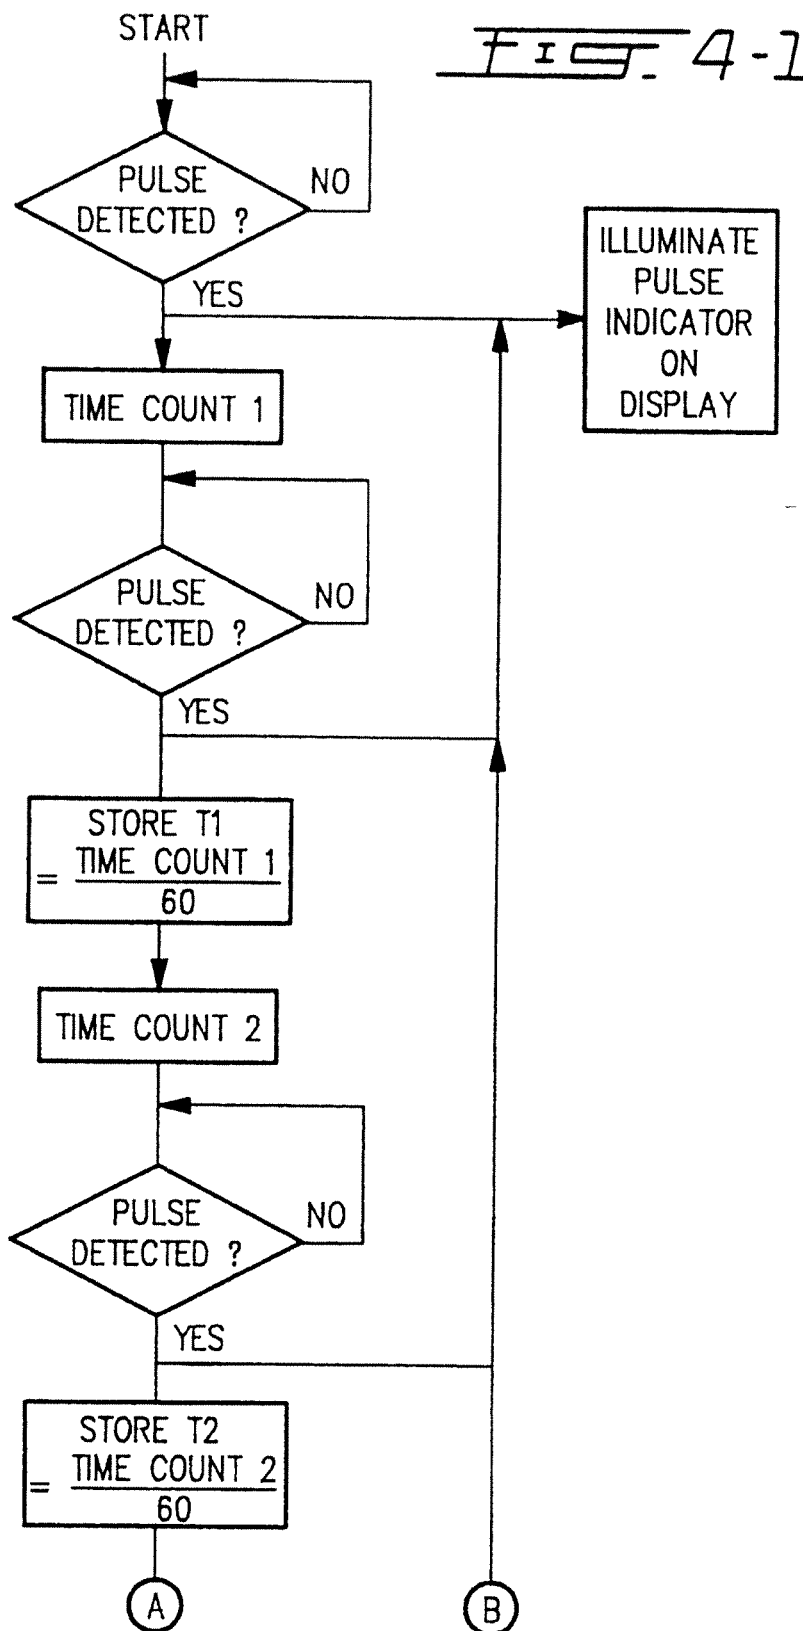 START
FIG. 4-1
PULSE
DETECTED ?
NO
YES
ILLUMINATE
PULSE
INDICATOR
ON
DISPLAY
TIME COUNT 1
PULSE
DETECTED ?
NO
YES
STORE T1
= TIME COUNT 1
60
TIME COUNT 2
PULSE
DETECTED ?
NO
YES
STORE T2
= TIME COUNT 2
60
A
B